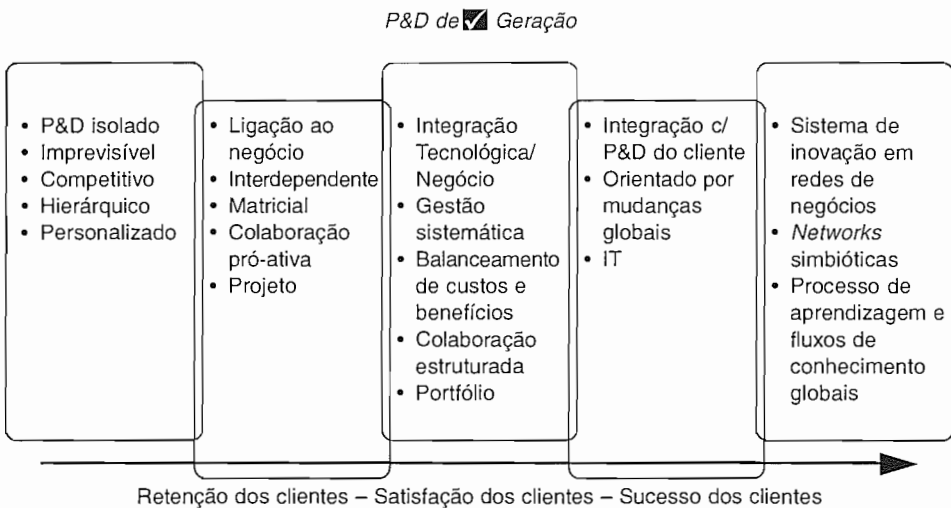 P&D de ✓ Geração
• P&D isolado
• Imprevisível
• Competitivo
• Hierárquico
• Personalizado
• Ligação ao
negócio
• Interdependente
• Matricial
• Colaboração
pró-ativa
• Projeto
• Integração
Tecnológica/
Negócio
• Gestão
sistemática
• Balanceamento
de custos e
benefícios
• Colaboração
estruturada
• Portfólio
• Integração c/
P&D do cliente
• Orientado por
mudanças
globais
• IT
• Sistema de
inovação em
redes de
negócios
• Networks
simbióticas
• Processo de
aprendizagem e
fluxos de
conhecimento
globais
Retenção dos clientes – Satisfação dos clientes – Sucesso dos clientes